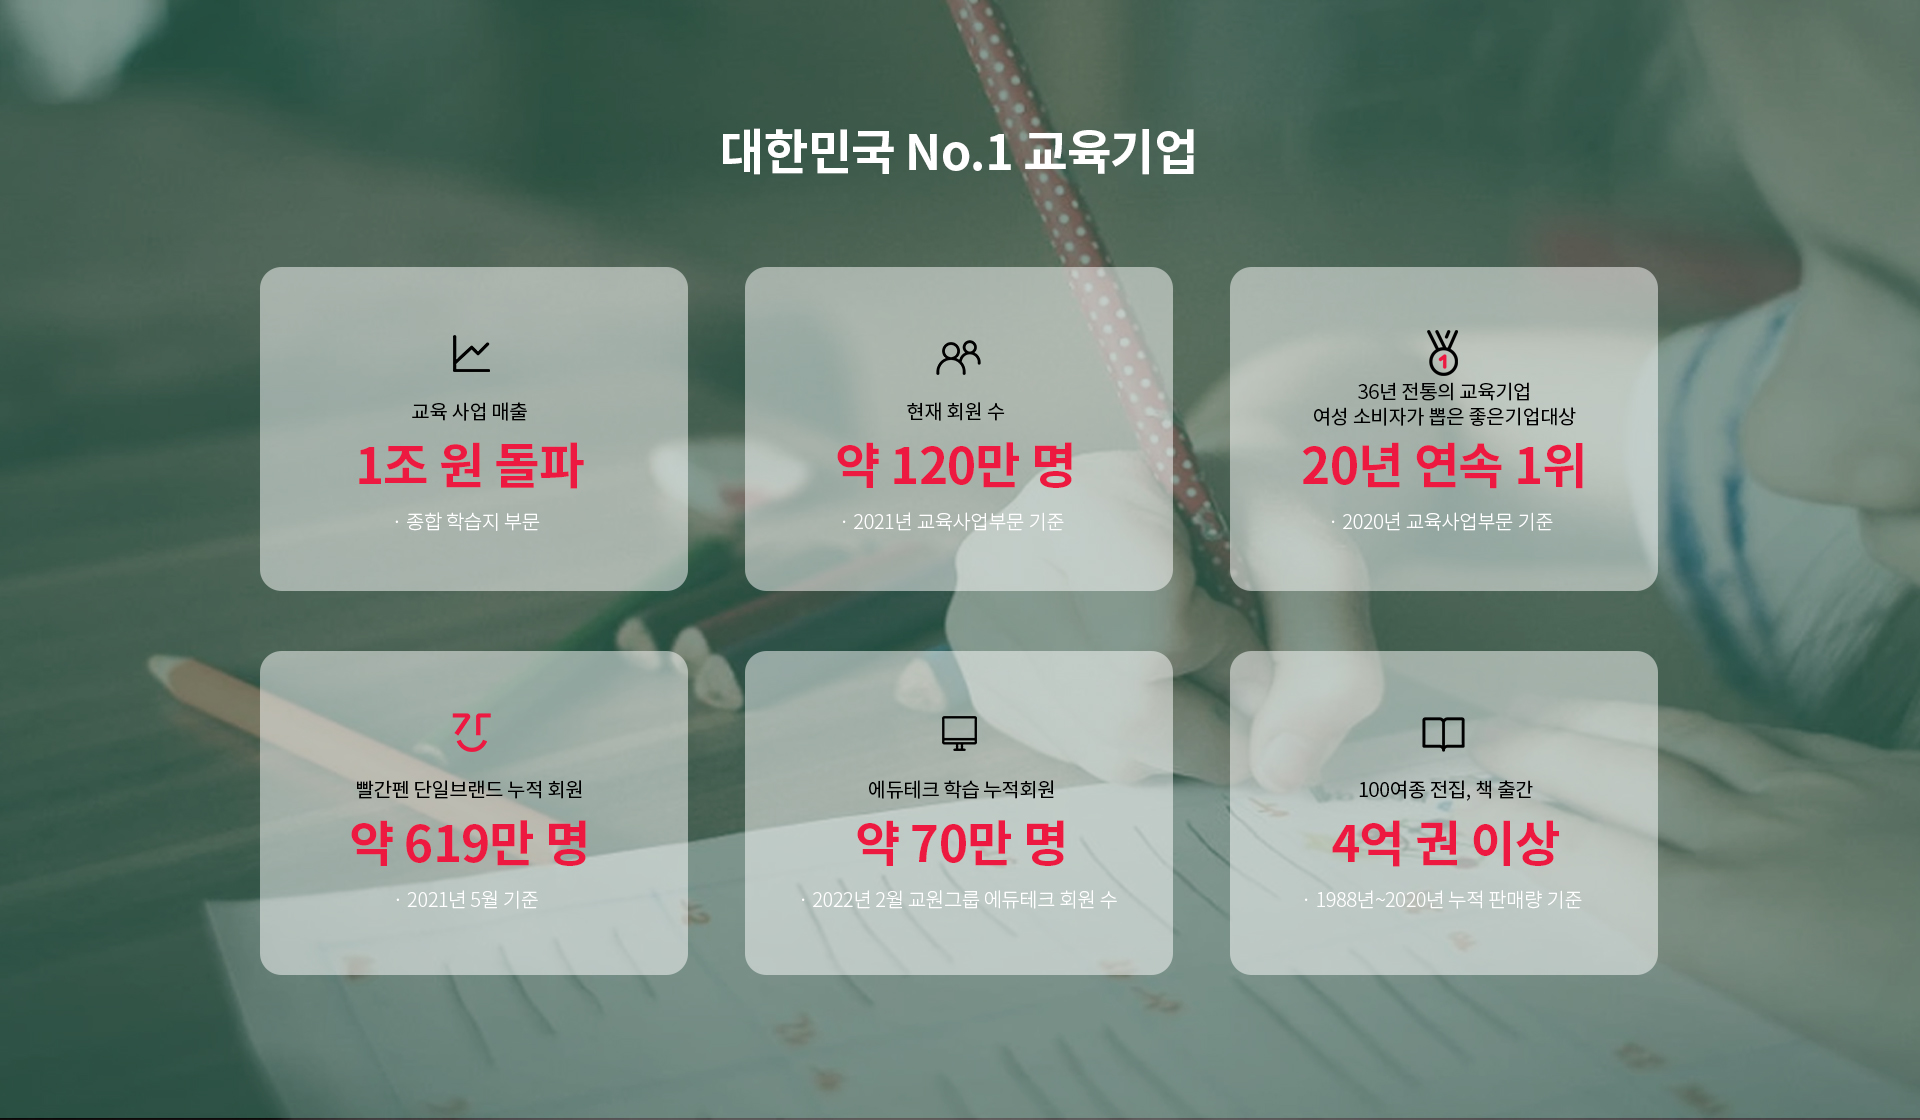 대한민국 No.1 교육기업
교육 사업 매출
1조 원 돌파
· 종합 학습지 부문
현재 회원 수
약 120만 명
· 2021년 교육사업부문 기준
1
36년 전통의 교육기업
여성 소비자가 뽑은 좋은기업대상
20년 연속 1위
· 2020년 교육사업부문 기준
빨간펜 단일브랜드 누적 회원
약 619만 명
· 2021년 5월 기준
에듀테크 학습 누적회원
약 70만 명
· 2022년 2월 교원그룹 에듀테크 회원 수
100여종 전집, 책 출간
4억 권 이상
· 1988년~2020년 누적 판매량 기준